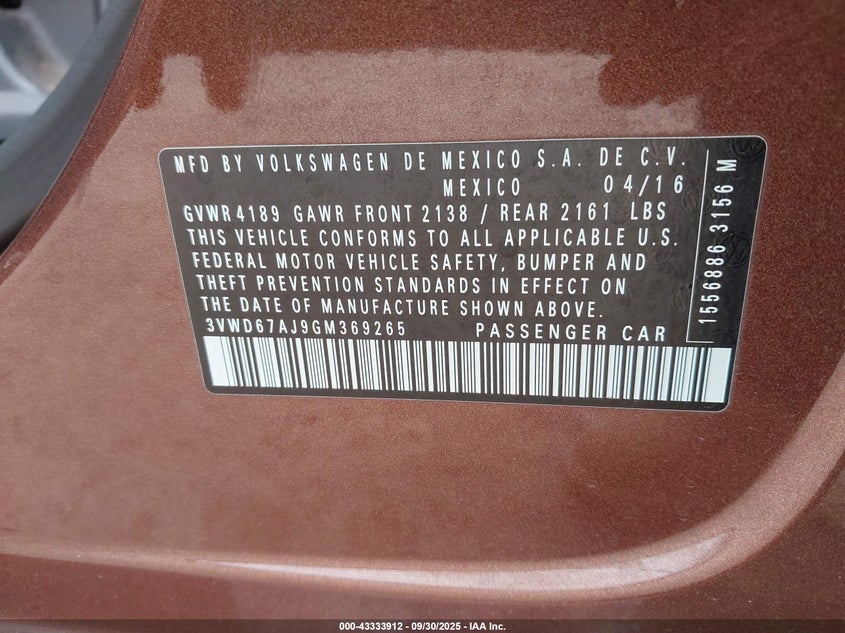 MFD BY VOLKSWAGEN DE MEXICO S.A. DE C.V.
MEXICO 04/16
GVWR 4189 GAWR FRONT 2138 / REAR 2161 LBS
THIS VEHICLE CONFORMS TO ALL APPLICABLE U.S.
FEDERAL MOTOR VEHICLE SAFETY, BUMPER AND
THEFT PREVENTION STANDARDS IN EFFECT ON
THE DATE OF MANUFACTURE SHOWN ABOVE.
3VWD67AJ9GM369265 PASSENGER CAR
1556886 3156 M
000-43333912 - 09/30/2025 - IAA Inc.